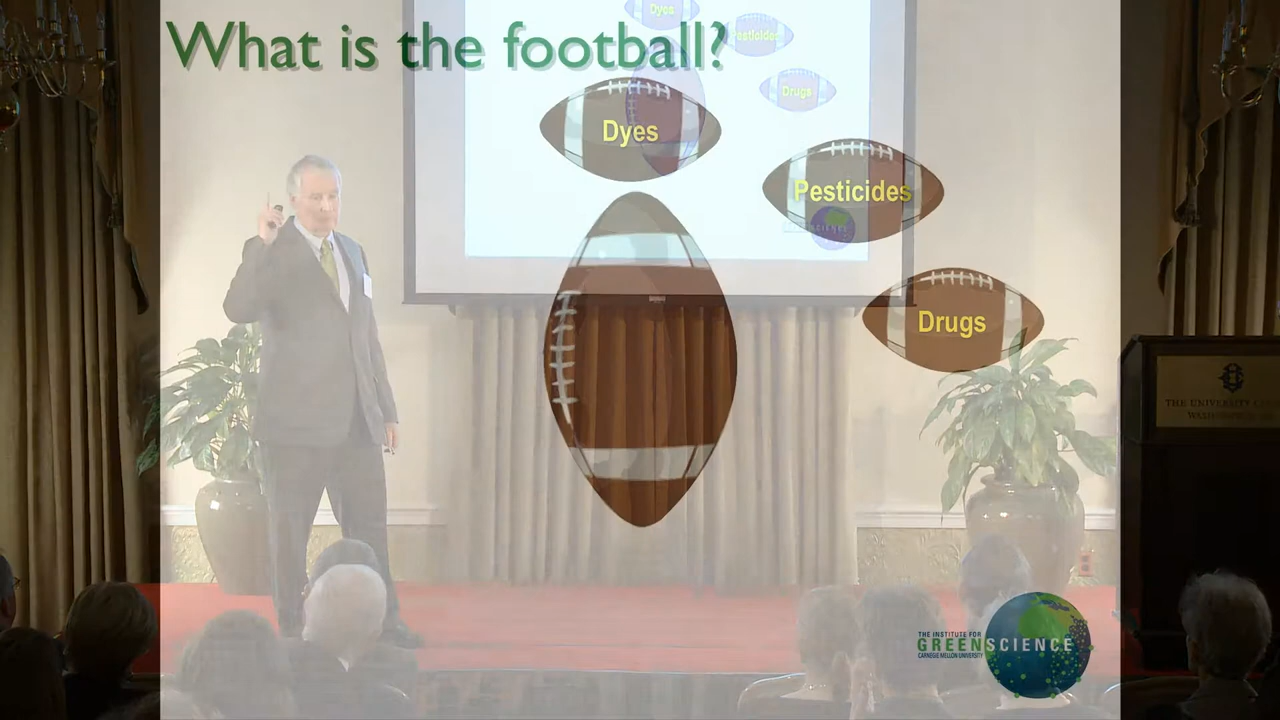 What is the football?
Dyes
Pesticides
Drugs
Dyes
Pesticides
Drugs
THE INSTITUTE FOR
GREENSCIENCE
CARNEGIE MELLON UNIVERSITY
THE UNIVERSITY